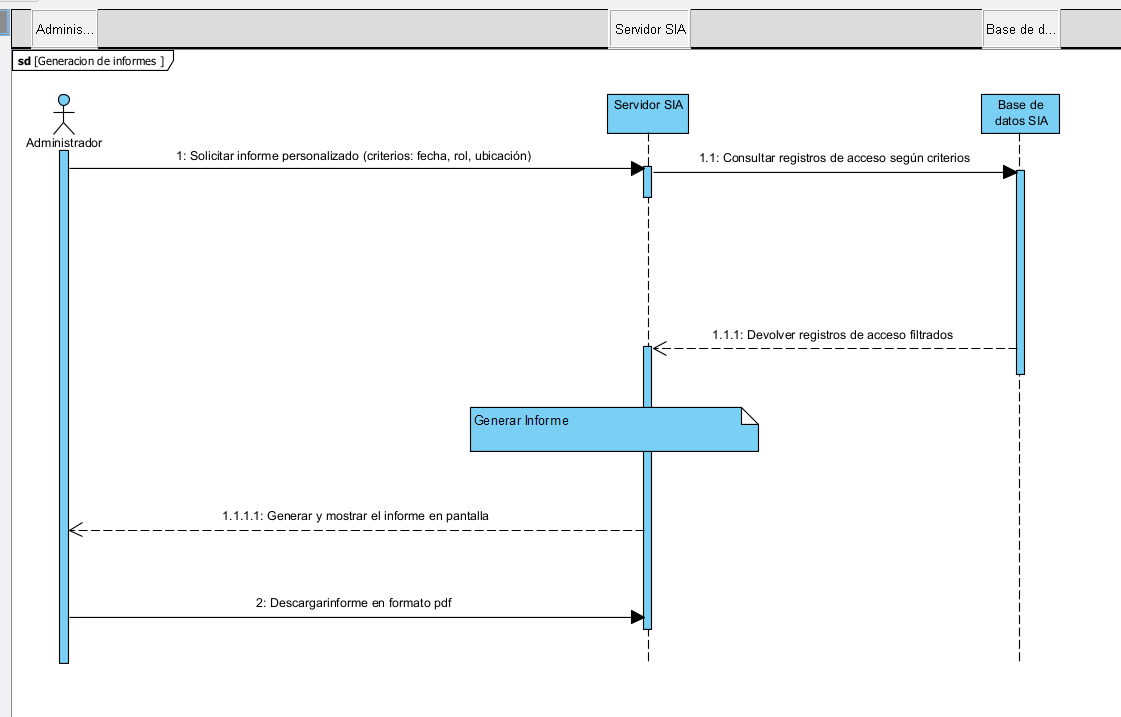 Adminis...
Servidor SIA
Base de d...
sd [Generacion de informes ]
Administrador
Servidor SIA
Base de
datos SIA
1: Solicitar informe personalizado (criterios: fecha, rol, ubicación)
1.1: Consultar registros de acceso según criterios
1.1.1: Devolver registros de acceso filtrados
Generar Informe
1.1.1.1: Generar y mostrar el informe en pantalla
2: Descargarinforme en formato pdf